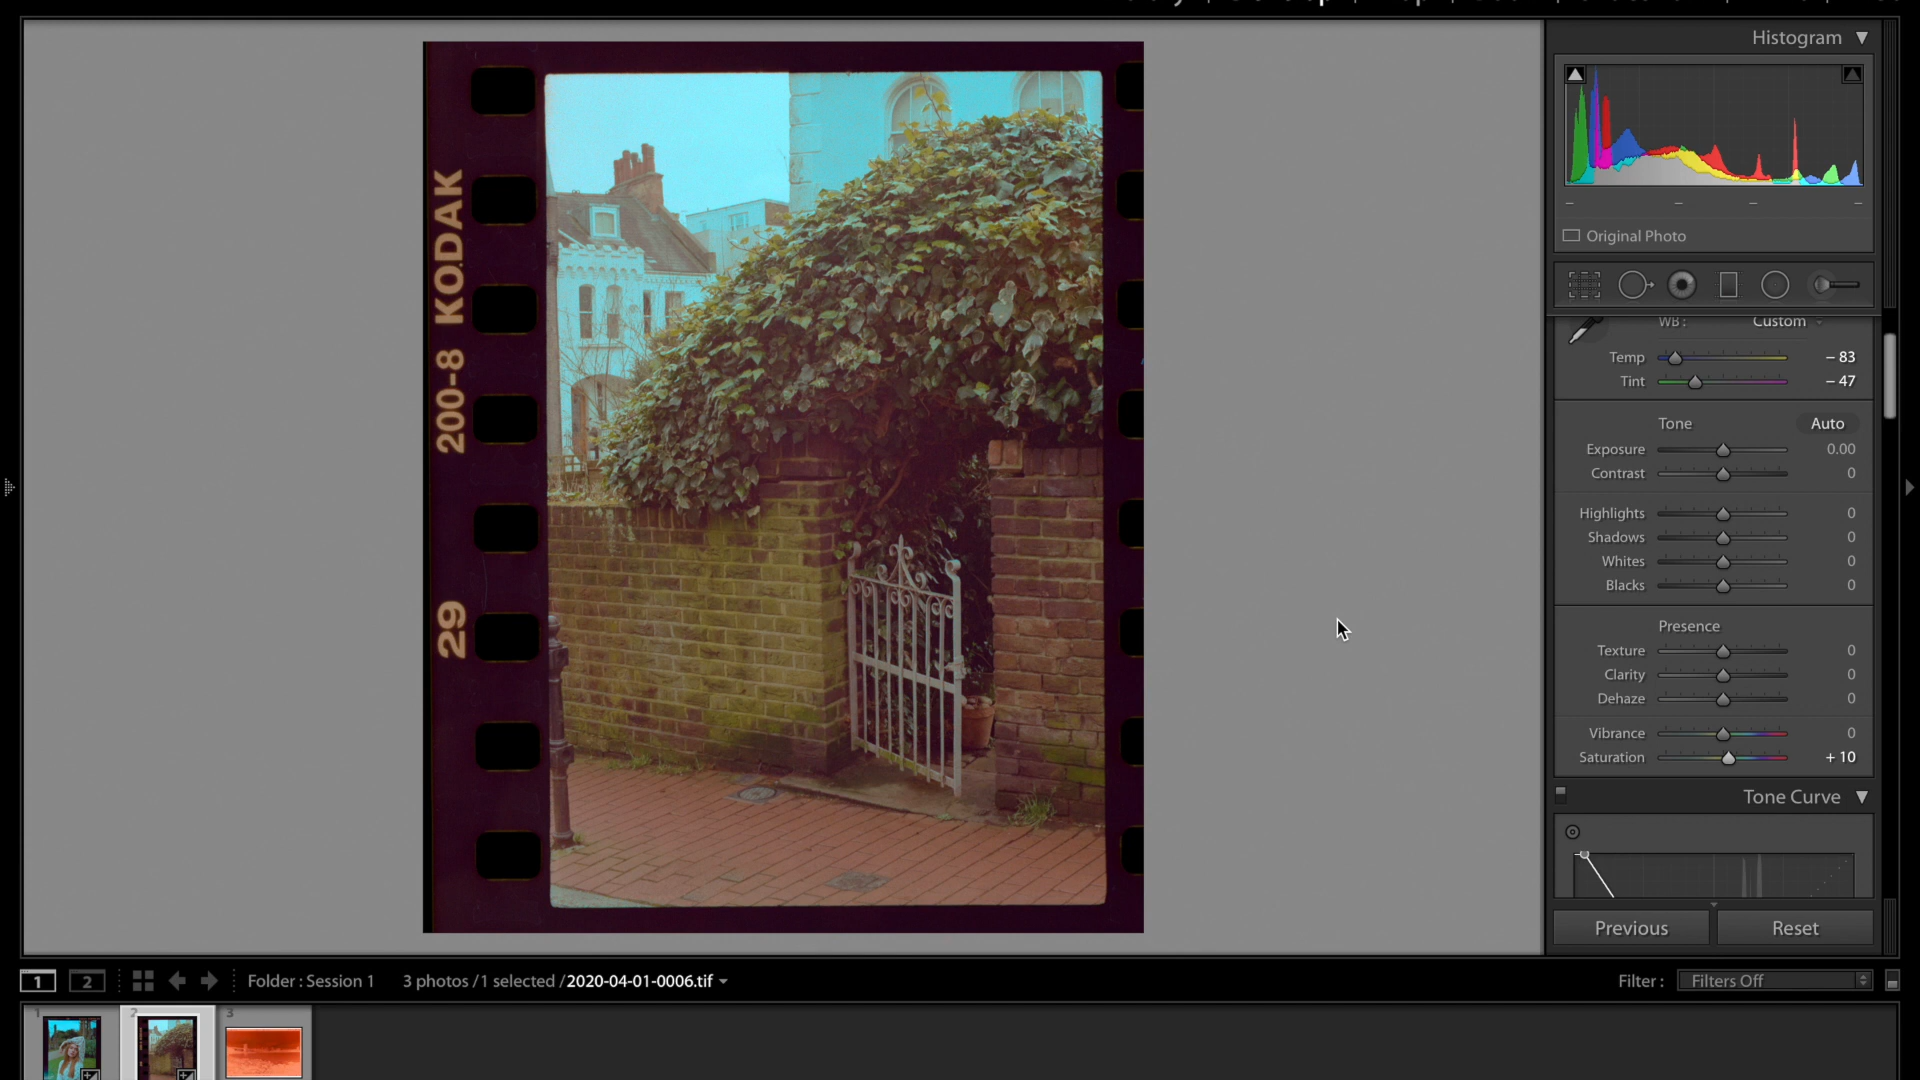 Histogram
Original Photo
WB: Custom
Temp − 83
Tint − 47
Tone Auto
Exposure 0.00
Contrast 0
Highlights 0
Shadows 0
Whites 0
Blacks 0
Presence
Texture 0
Clarity 0
Dehaze 0
Vibrance 0
Saturation + 10
Tone Curve
Previous Reset
200-8 KODAK
29
1 2 Folder : Session 1 3 photos / 1 selected / 2020-04-01-0006.tif Filter : Filters Off
1 2 3